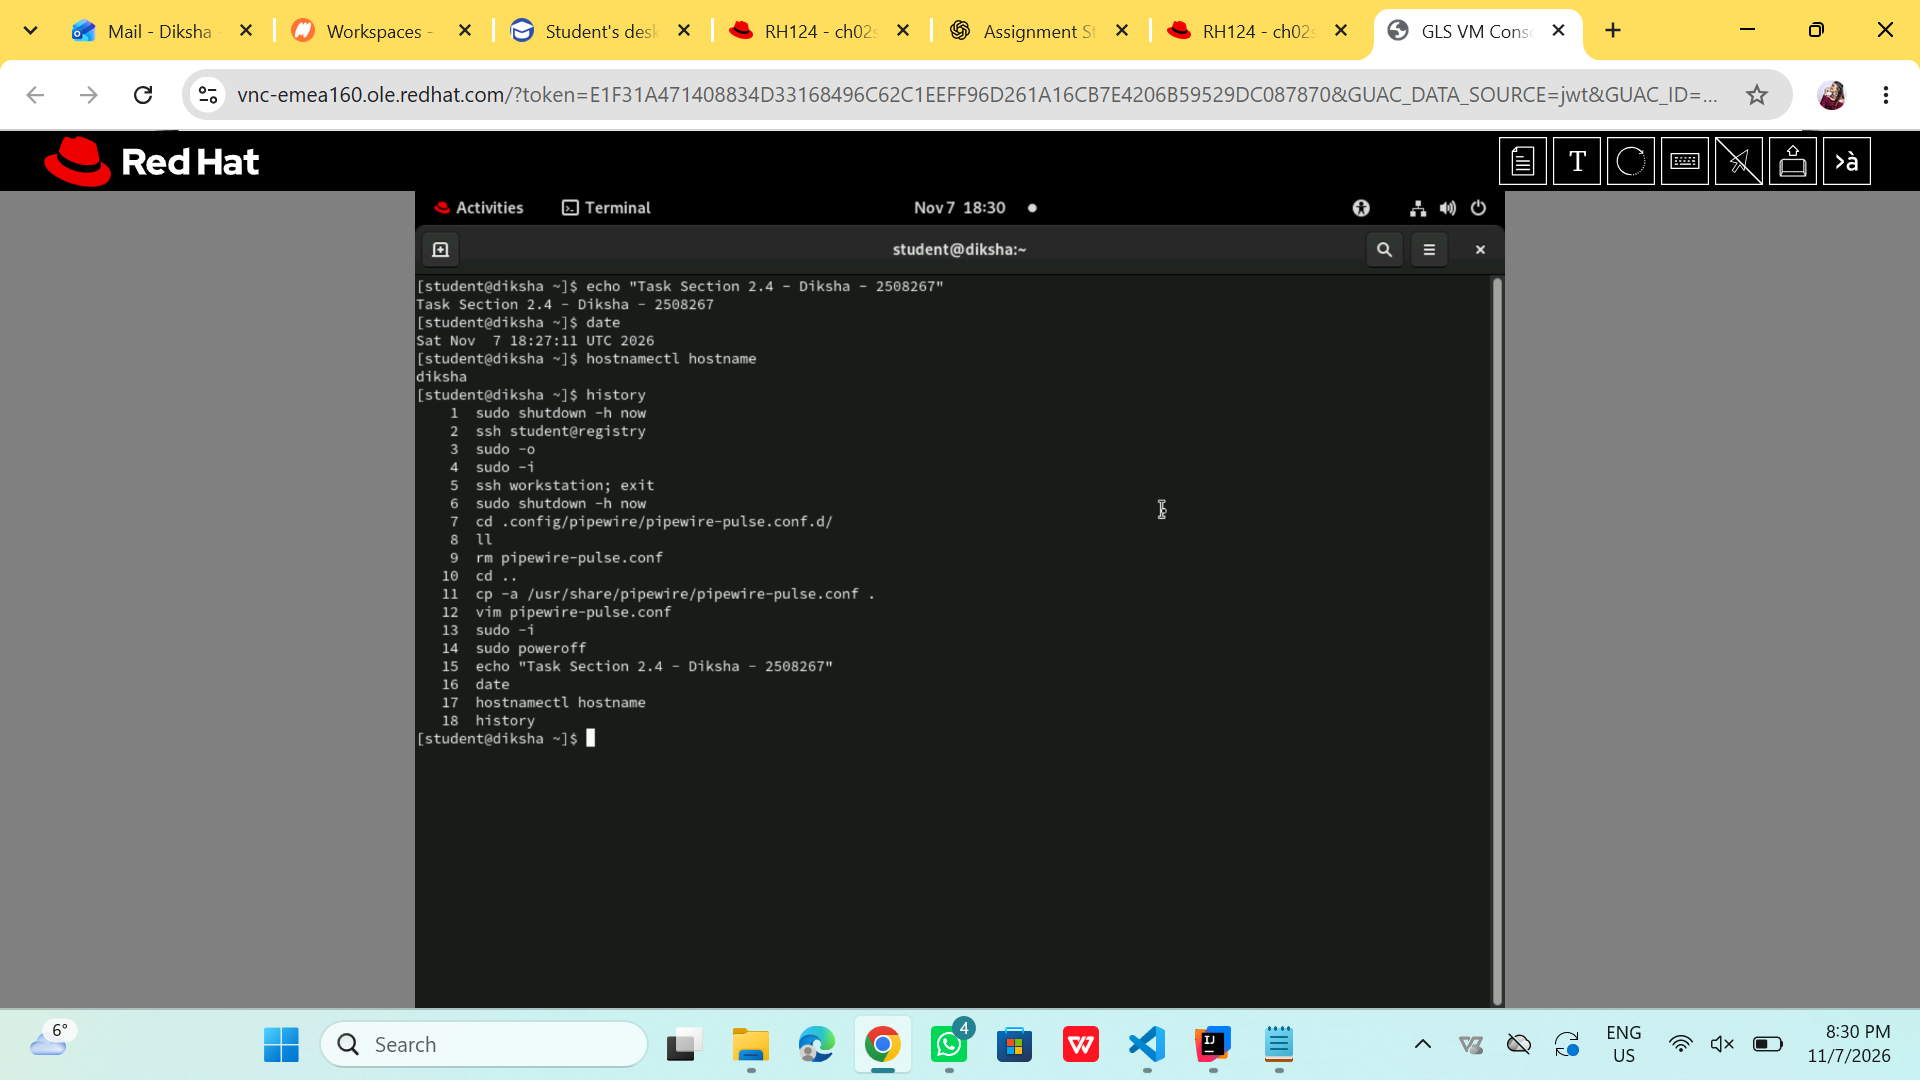 Mail - Diksha
Workspaces -
Student's desk
RH124 - ch02s
Assignment St
RH124 - ch02s
GLS VM Conso
vnc-emea160.ole.redhat.com/?token=E1F31A471408834D33168496C62C1EEFF96D261A16CB7E4206B59529DC087870&GUAC_DATA_SOURCE=jwt&GUAC_ID=...
Red Hat
T
>à
Activities
Terminal
Nov 7 18:30
student@diksha:~
[student@diksha ~]$ echo "Task Section 2.4 - Diksha - 2508267"
Task Section 2.4 - Diksha - 2508267
[student@diksha ~]$ date
Sat Nov  7 18:27:11 UTC 2026
[student@diksha ~]$ hostnamectl hostname
diksha
[student@diksha ~]$ history
1 sudo shutdown -h now
2 ssh student@registry
3 sudo -o
4 sudo -i
5 ssh workstation; exit
6 sudo shutdown -h now
7 cd .config/pipewire/pipewire-pulse.conf.d/
8 ll
9 rm pipewire-pulse.conf
10 cd ..
11 cp -a /usr/share/pipewire/pipewire-pulse.conf .
12 vim pipewire-pulse.conf
13 sudo -i
14 sudo poweroff
15 echo "Task Section 2.4 - Diksha - 2508267"
16 date
17 hostnamectl hostname
18 history
[student@diksha ~]$
6°
Search
4
W
IJ
ENG
US
8:30 PM
11/7/2026